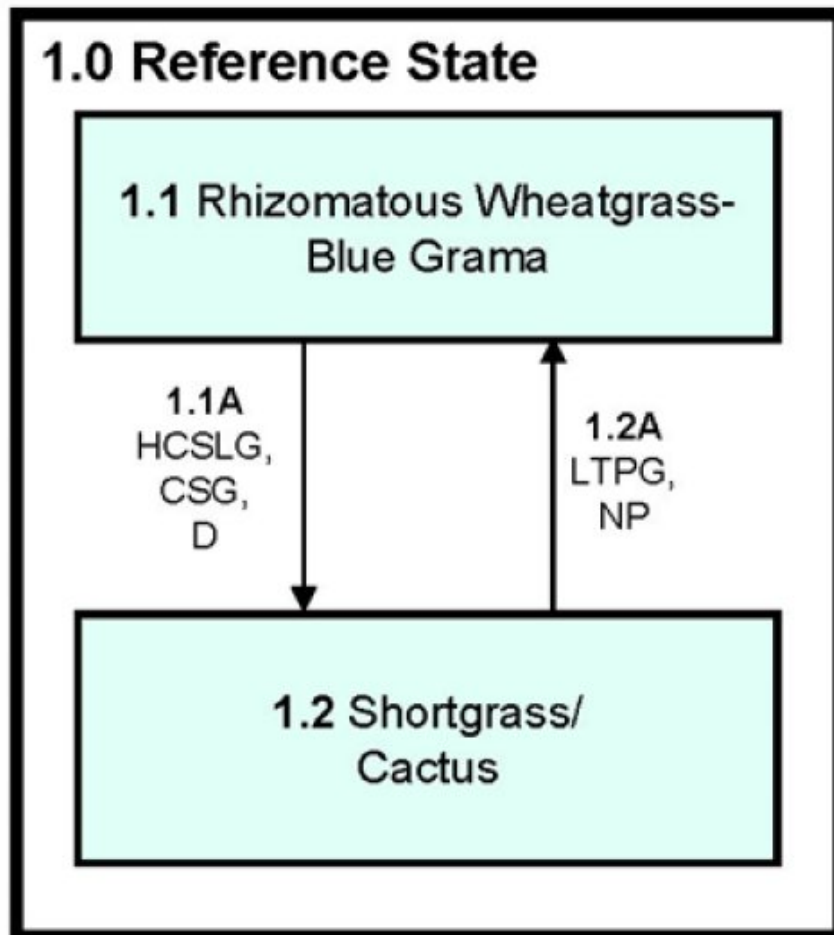 1.0 Reference State
1.1 Rhizomatous Wheatgrass-
Blue Grama
1.1A
HCSLG,
CSG,
D
1.2A
LTPG,
NP
1.2 Shortgrass/
Cactus